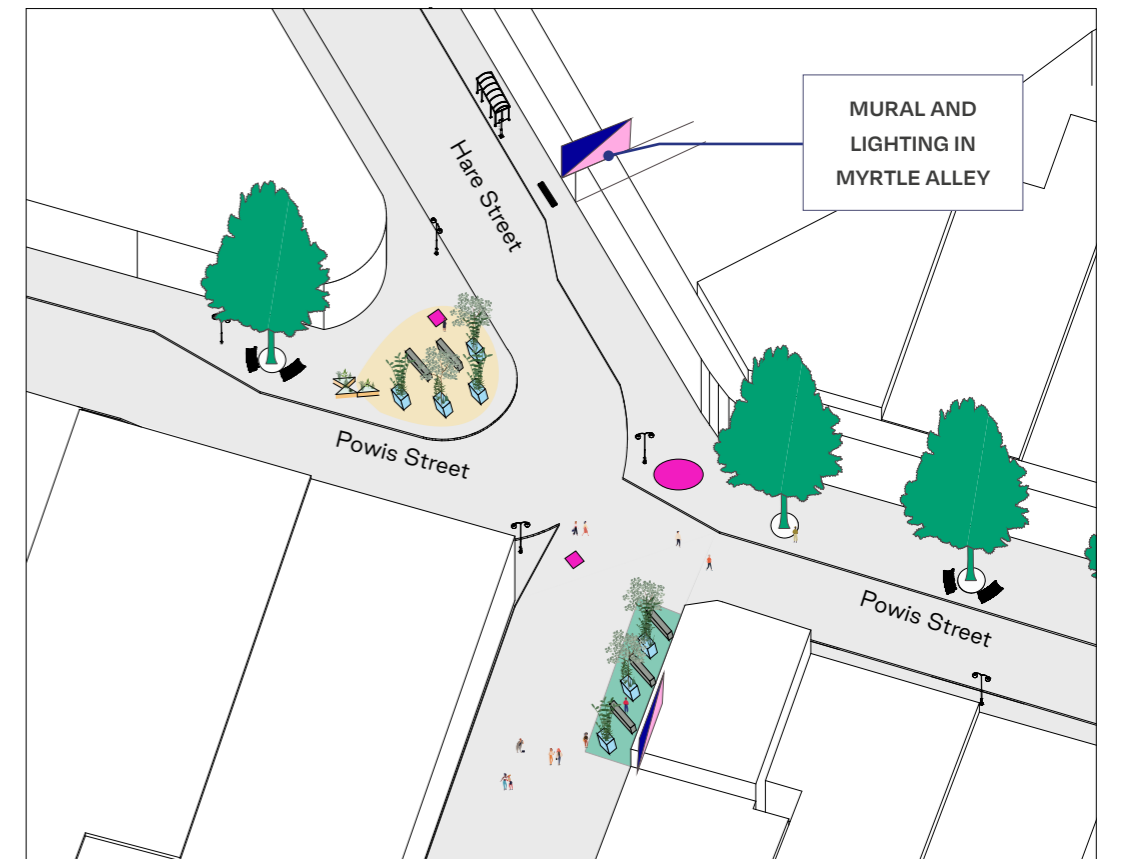 MURAL AND
LIGHTING IN
MYRTLE ALLEY
Hare Street
Powis Street
Powis Street